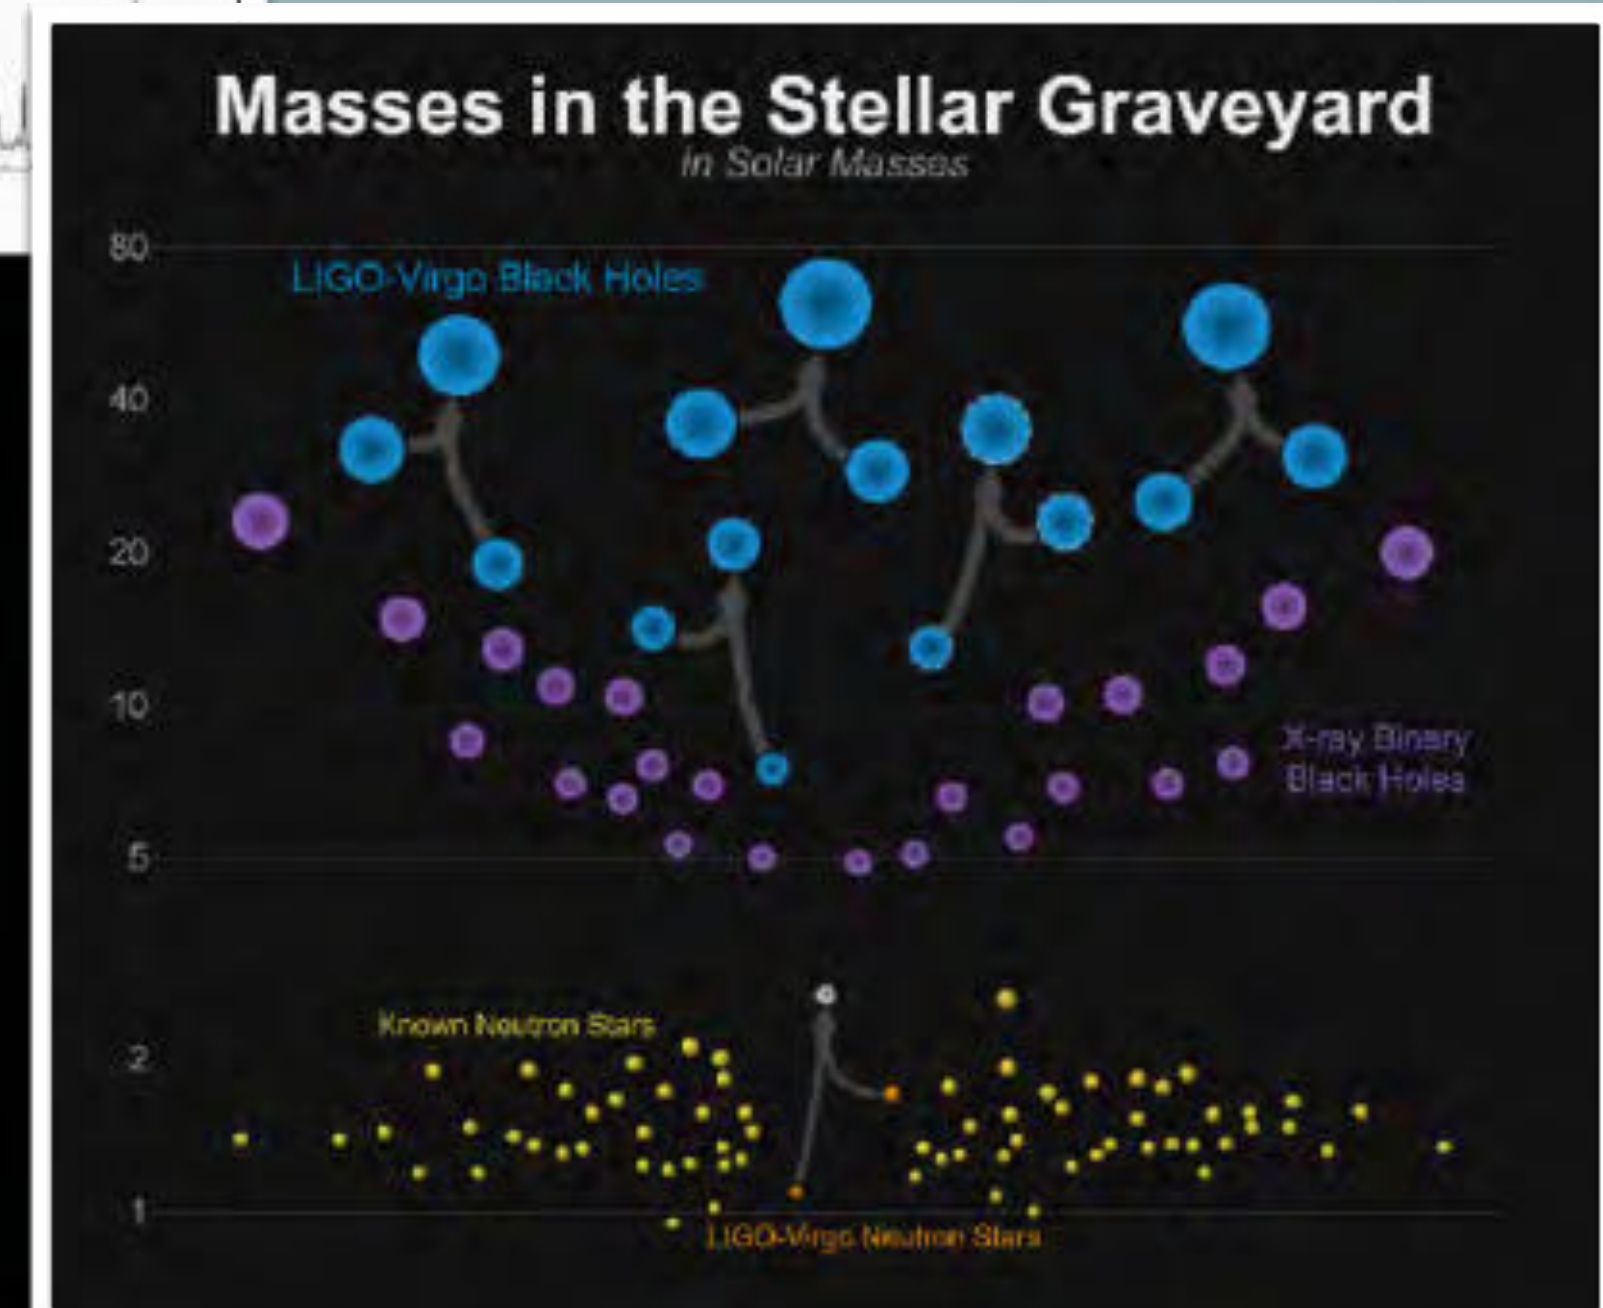 Masses in the Stellar Graveyard
in Solar Masses
80
LIGO-Virgo Black Holes
40
20
10
X-ray Binary
Black Holes
5
Known Neutron Stars
2
1
LIGO-Virgo Neutron Stars